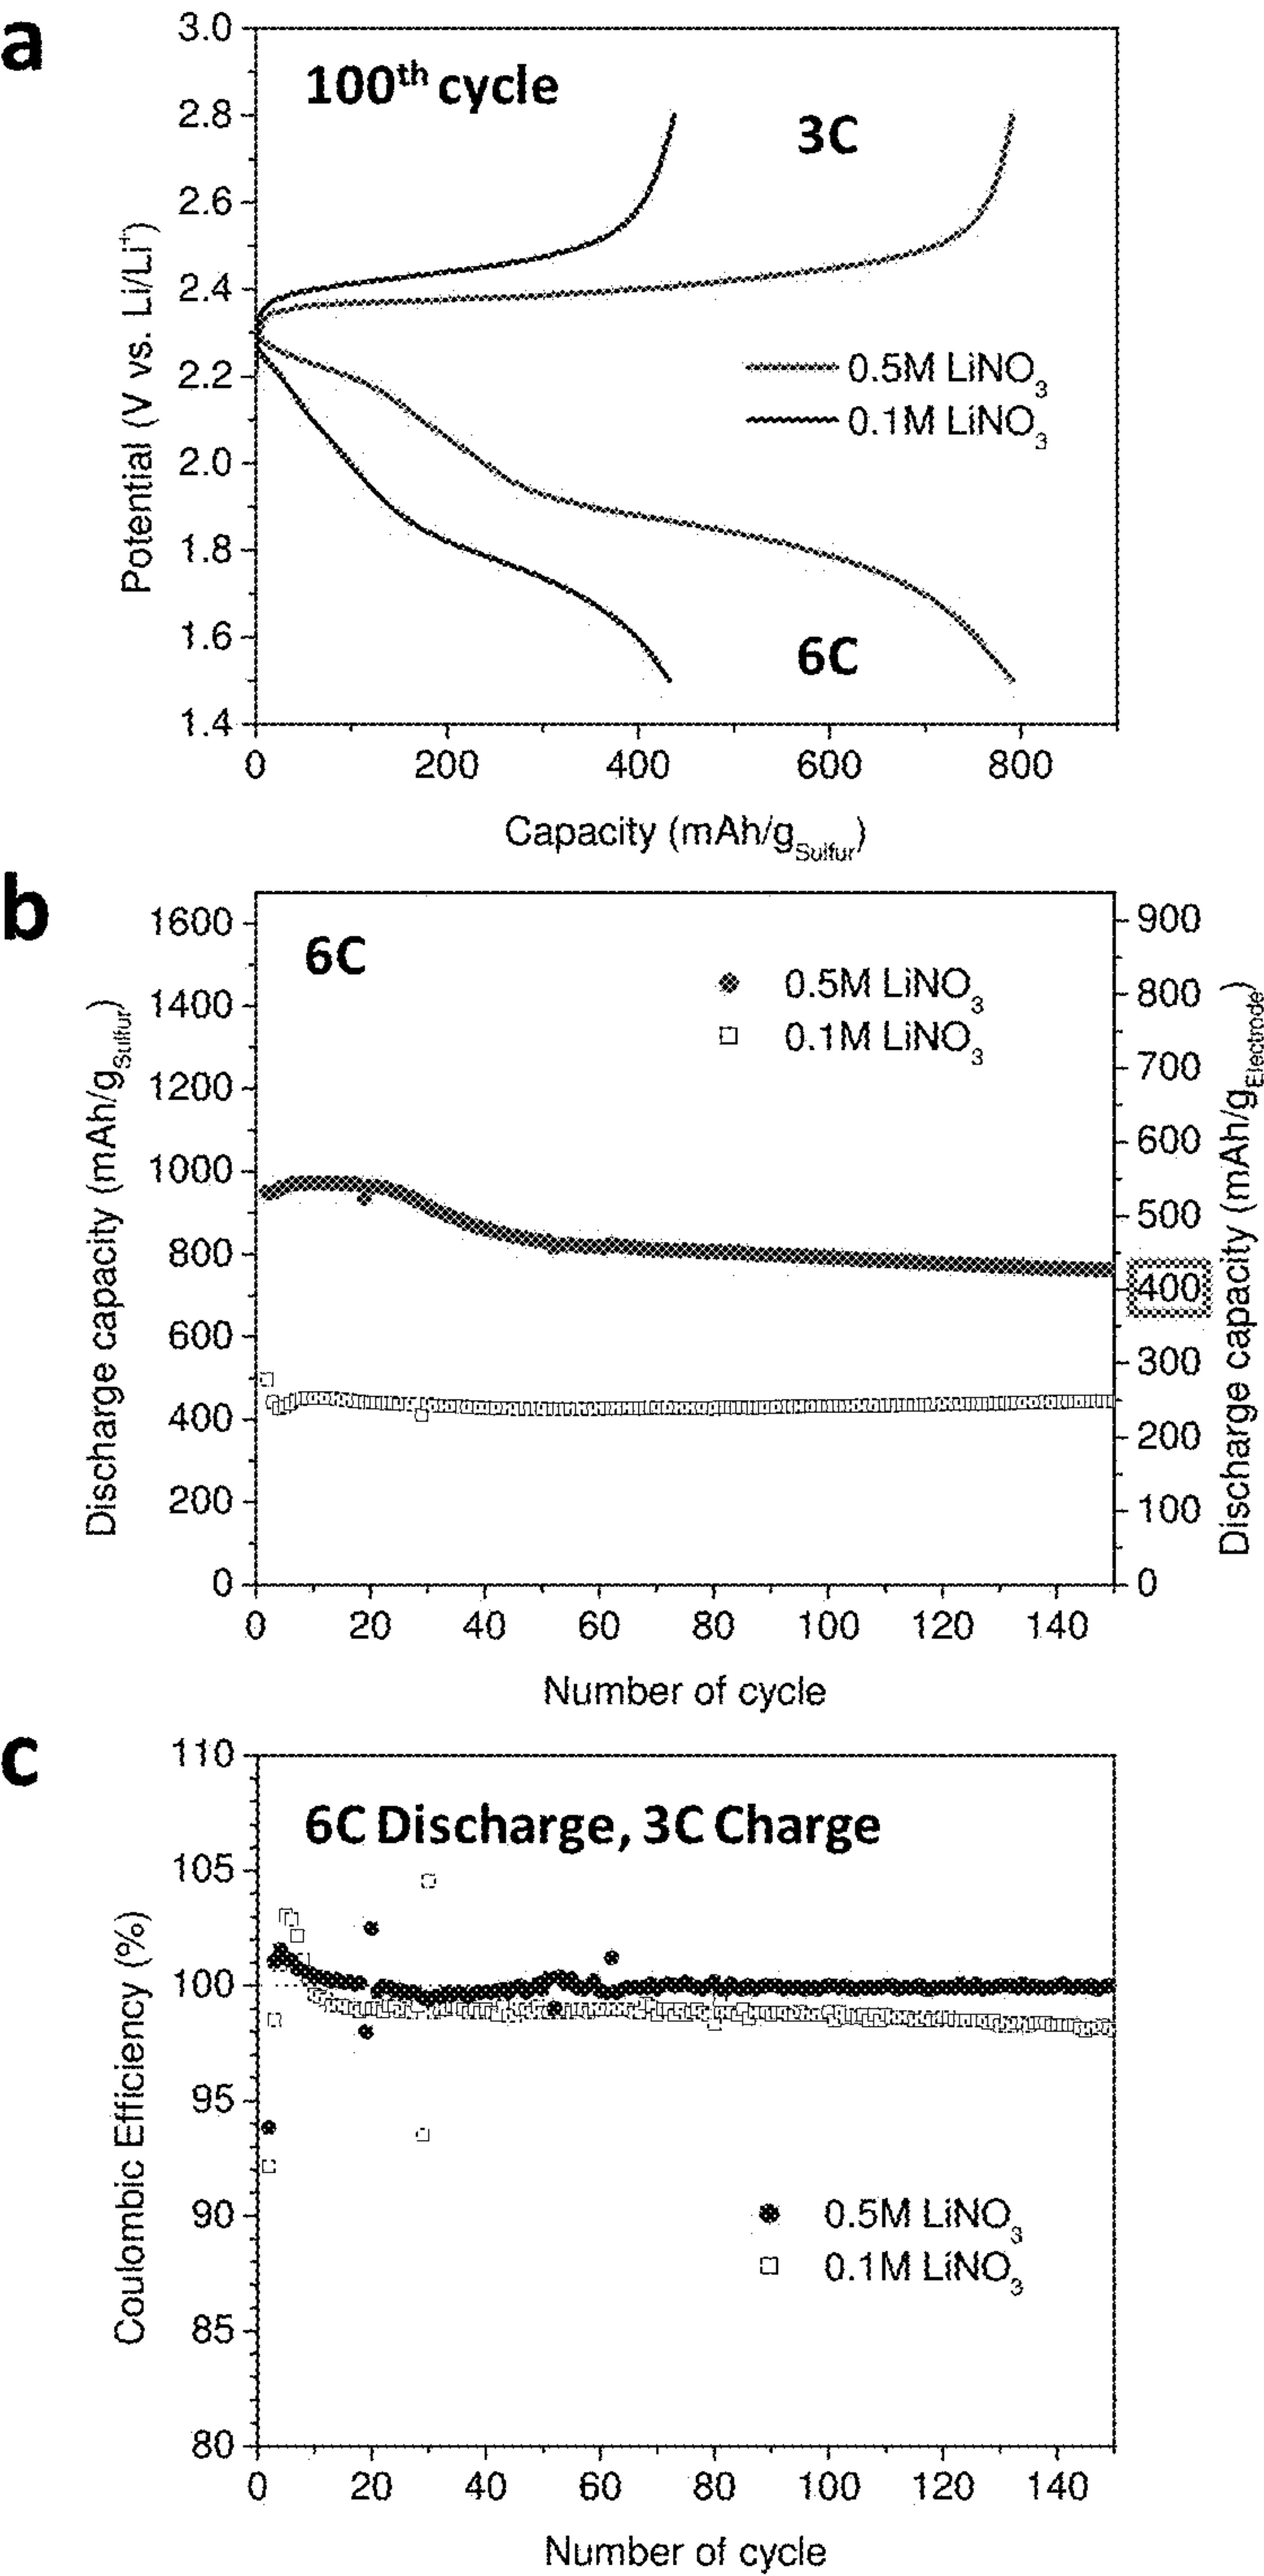 a
100th cycle
3C
3.0
2.8
2.6
2.4
2.2
2.0
1.8
1.6
1.4
Potential (V vs. Li/Li+)
0.5M LiNO3
0.1M LiNO3
6C
0 200 400 600 800
Capacity (mAh/gSulfur)
b
6C
1600
1400
1200
1000
800
600
400
200
0
Discharge capacity (mAh/gSulfur)
0.5M LiNO3
0.1M LiNO3
900
800
700
600
500
400
300
200
100
0
Discharge capacity (mAh/gElectrode)
0 20 40 60 80 100 120 140
Number of cycle
c
6C Discharge, 3C Charge
110
105
100
95
90
85
80
Coulombic Efficiency (%)
0.5M LiNO3
0.1M LiNO3
0 20 40 60 80 100 120 140
Number of cycle